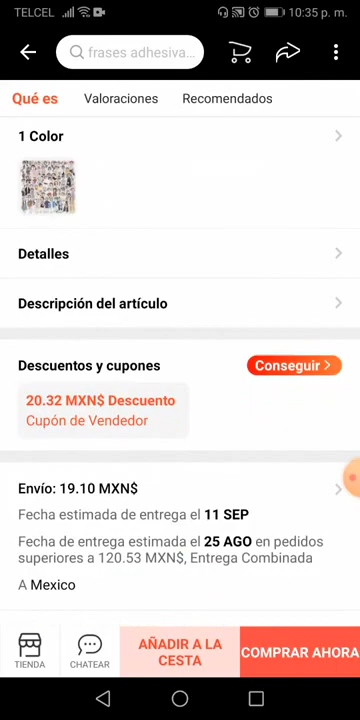 TELCEL 10:35 p. m.
frases adhesiva...
Qué es Valoraciones Recomendados
1 Color
Detalles
Descripción del artículo
Descuentos y cupones
Conseguir
20.32 MXN$ Descuento
Cupón de Vendedor
Envío: 19.10 MXN$
Fecha estimada de entrega el 11 SEP
Fecha de entrega estimada el 25 AGO en pedidos
superiores a 120.53 MXN$, Entrega Combinada
A Mexico
TIENDA
CHATEAR
AÑADIR A LA
CESTA
COMPRAR AHORA